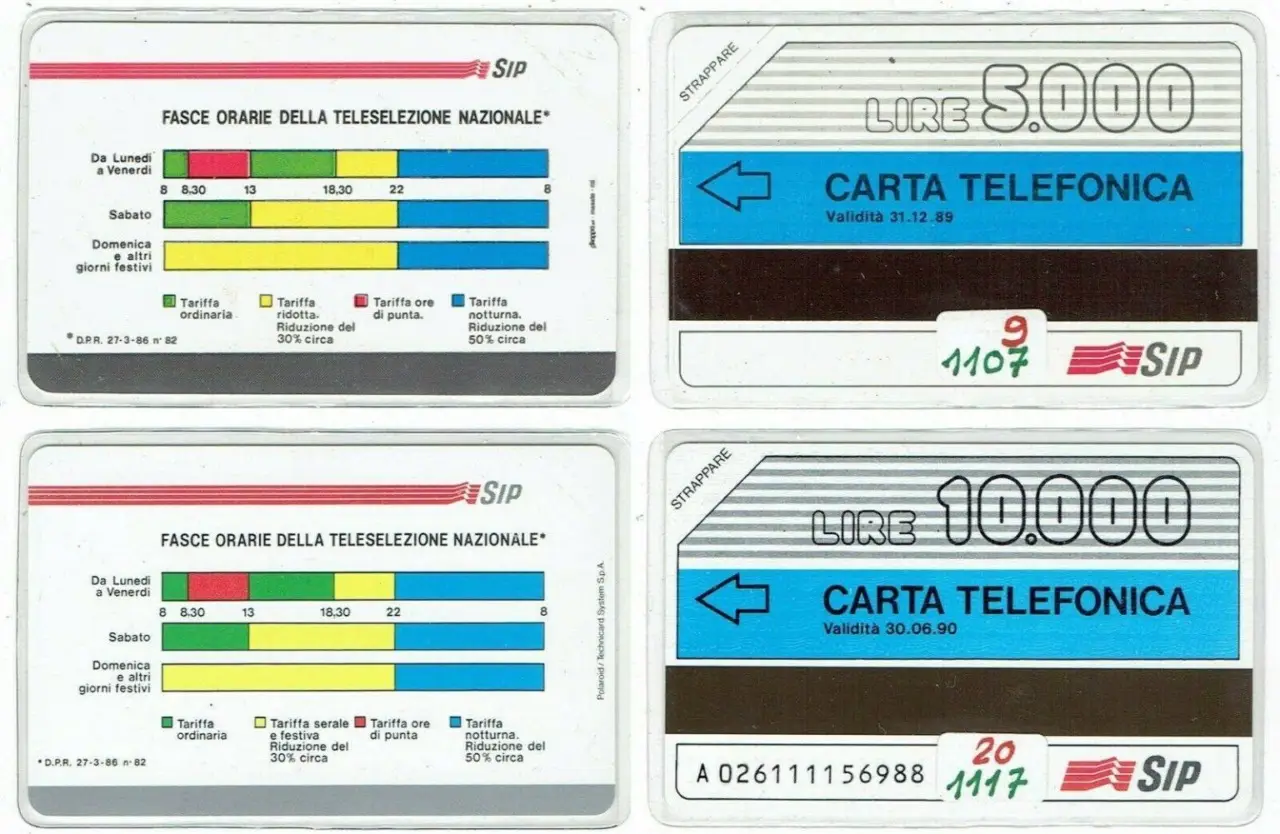 SIP
FASCE ORARIE DELLA TELESELEZIONE NAZIONALE*
Da Lunedì
a Venerdì
8 8.30 13 18,30 22 8
Sabato
Domenica
e altri
giorni festivi
Tariffa
ordinaria
Tariffa
ridotta.
Riduzione del
30% circa
Tariffa ore
di punta.
Tariffa
notturna.
Riduzione del
50% circa
* D.P.R. 27-3-86 n° 82
STRAPPARE
LIRE 5.000
CARTA TELEFONICA
Validità 31.12.89
9
1107
SIP
SIP
FASCE ORARIE DELLA TELESELEZIONE NAZIONALE*
Da Lunedì
a Venerdì
8 8.30 13 18,30 22 8
Sabato
Domenica
e altri
giorni festivi
Tariffa
ordinaria
Tariffa serale
e festiva
Riduzione del
30% circa
Tariffa ore
di punta
Tariffa
notturna.
Riduzione del
50% circa
* D.P.R. 27-3-86 n° 82
Polaroid / Technicard System S.p.A.
STRAPPARE
LIRE 10.000
CARTA TELEFONICA
Validità 30.06.90
A 026111156988
20
1117
SIP